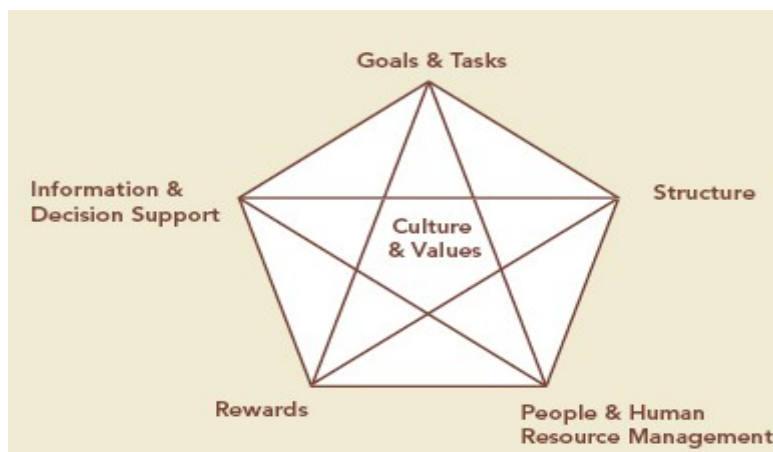 Goals & Tasks
Information &
Decision Support
Structure
Culture
& Values
Rewards
People & Human
Resource Management